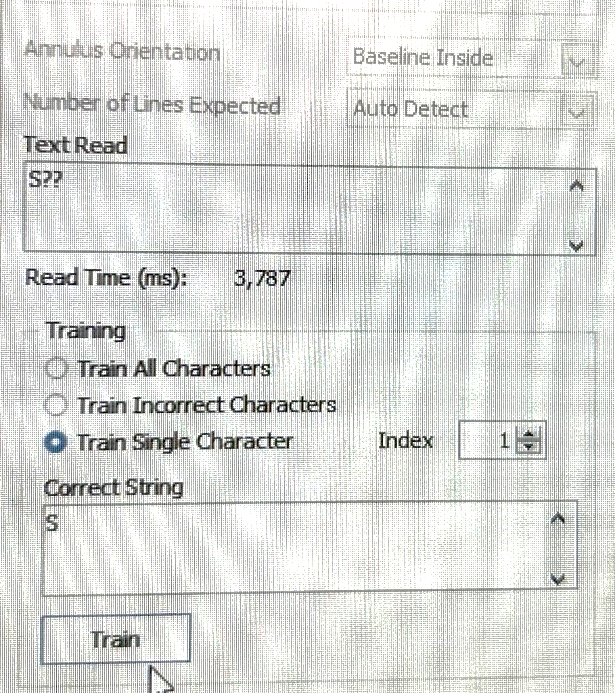 Annulus Orientation Baseline Inside
Number of Lines Expected Auto Detect
Text Read
S??
Read Time (ms): 3,787
Training
Train All Characters
Train Incorrect Characters
Train Single Character Index 1
Correct String
S
Train